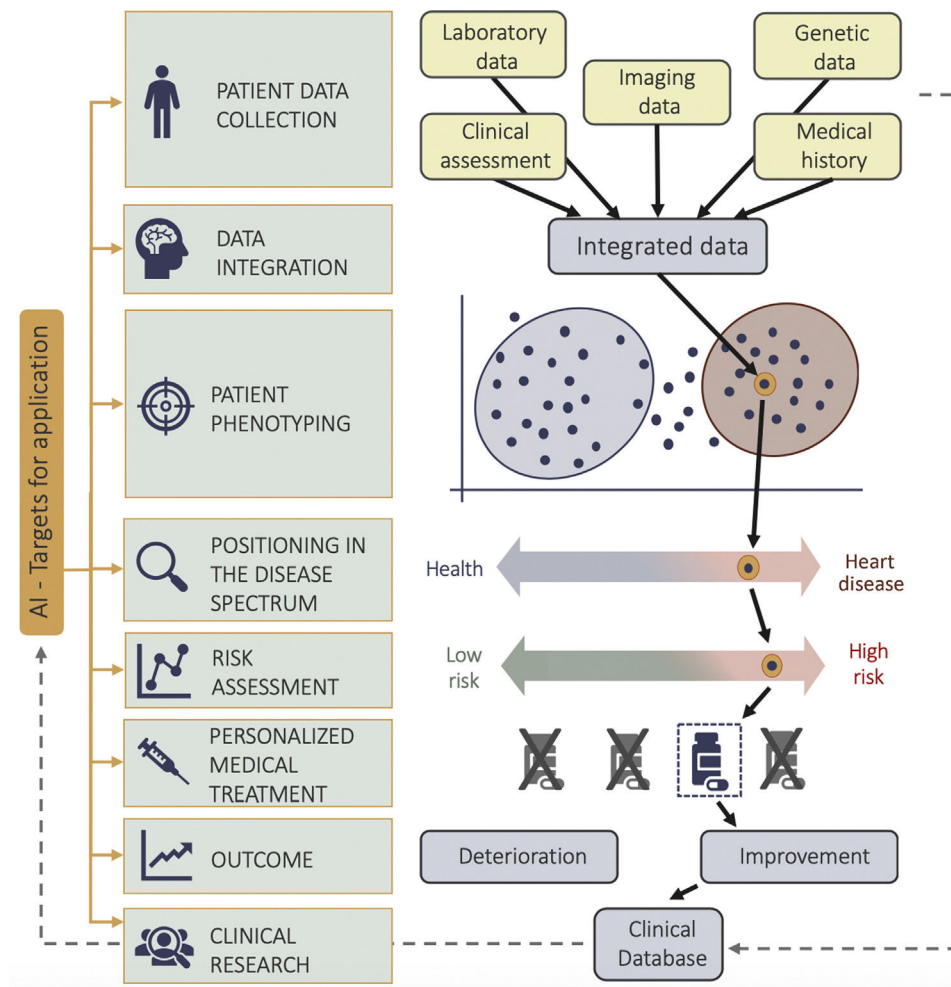 AI - Targets for application
PATIENT DATA
COLLECTION
DATA
INTEGRATION
PATIENT
PHENOTYPING
POSITIONING IN
THE DISEASE
SPECTRUM
RISK
ASSESSMENT
PERSONALIZED
MEDICAL
TREATMENT
OUTCOME
CLINICAL
RESEARCH
Laboratory
data
Imaging
data
Genetic
data
Clinical
assessment
Medical
history
Integrated data
Health
Heart
disease
Low
risk
High
risk
Deterioration
Improvement
Clinical
Database